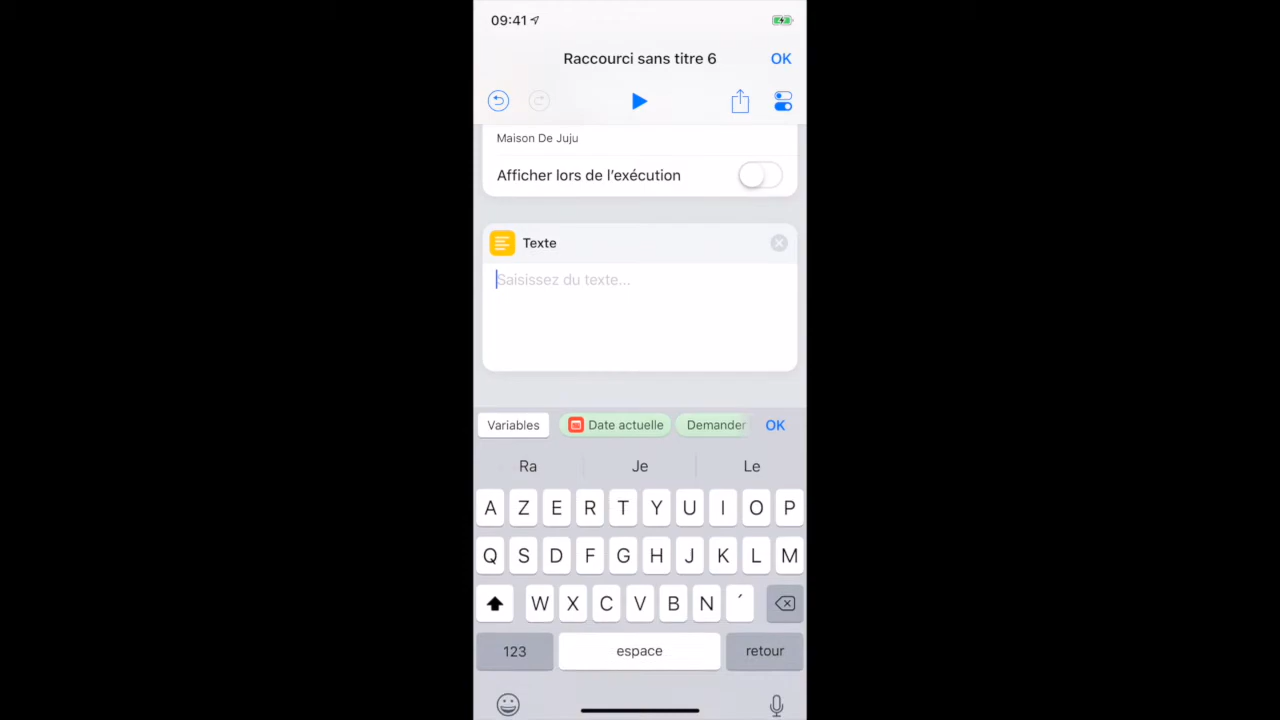 09:41
Raccourci sans titre 6 OK
Maison De Juju
Afficher lors de l'exécution
Texte
Saisissez du texte...
Variables Date actuelle Demander OK
Ra Je Le
A Z E R T Y U I O P
Q S D F G H J K L M
W X C V B N ´
123 espace retour